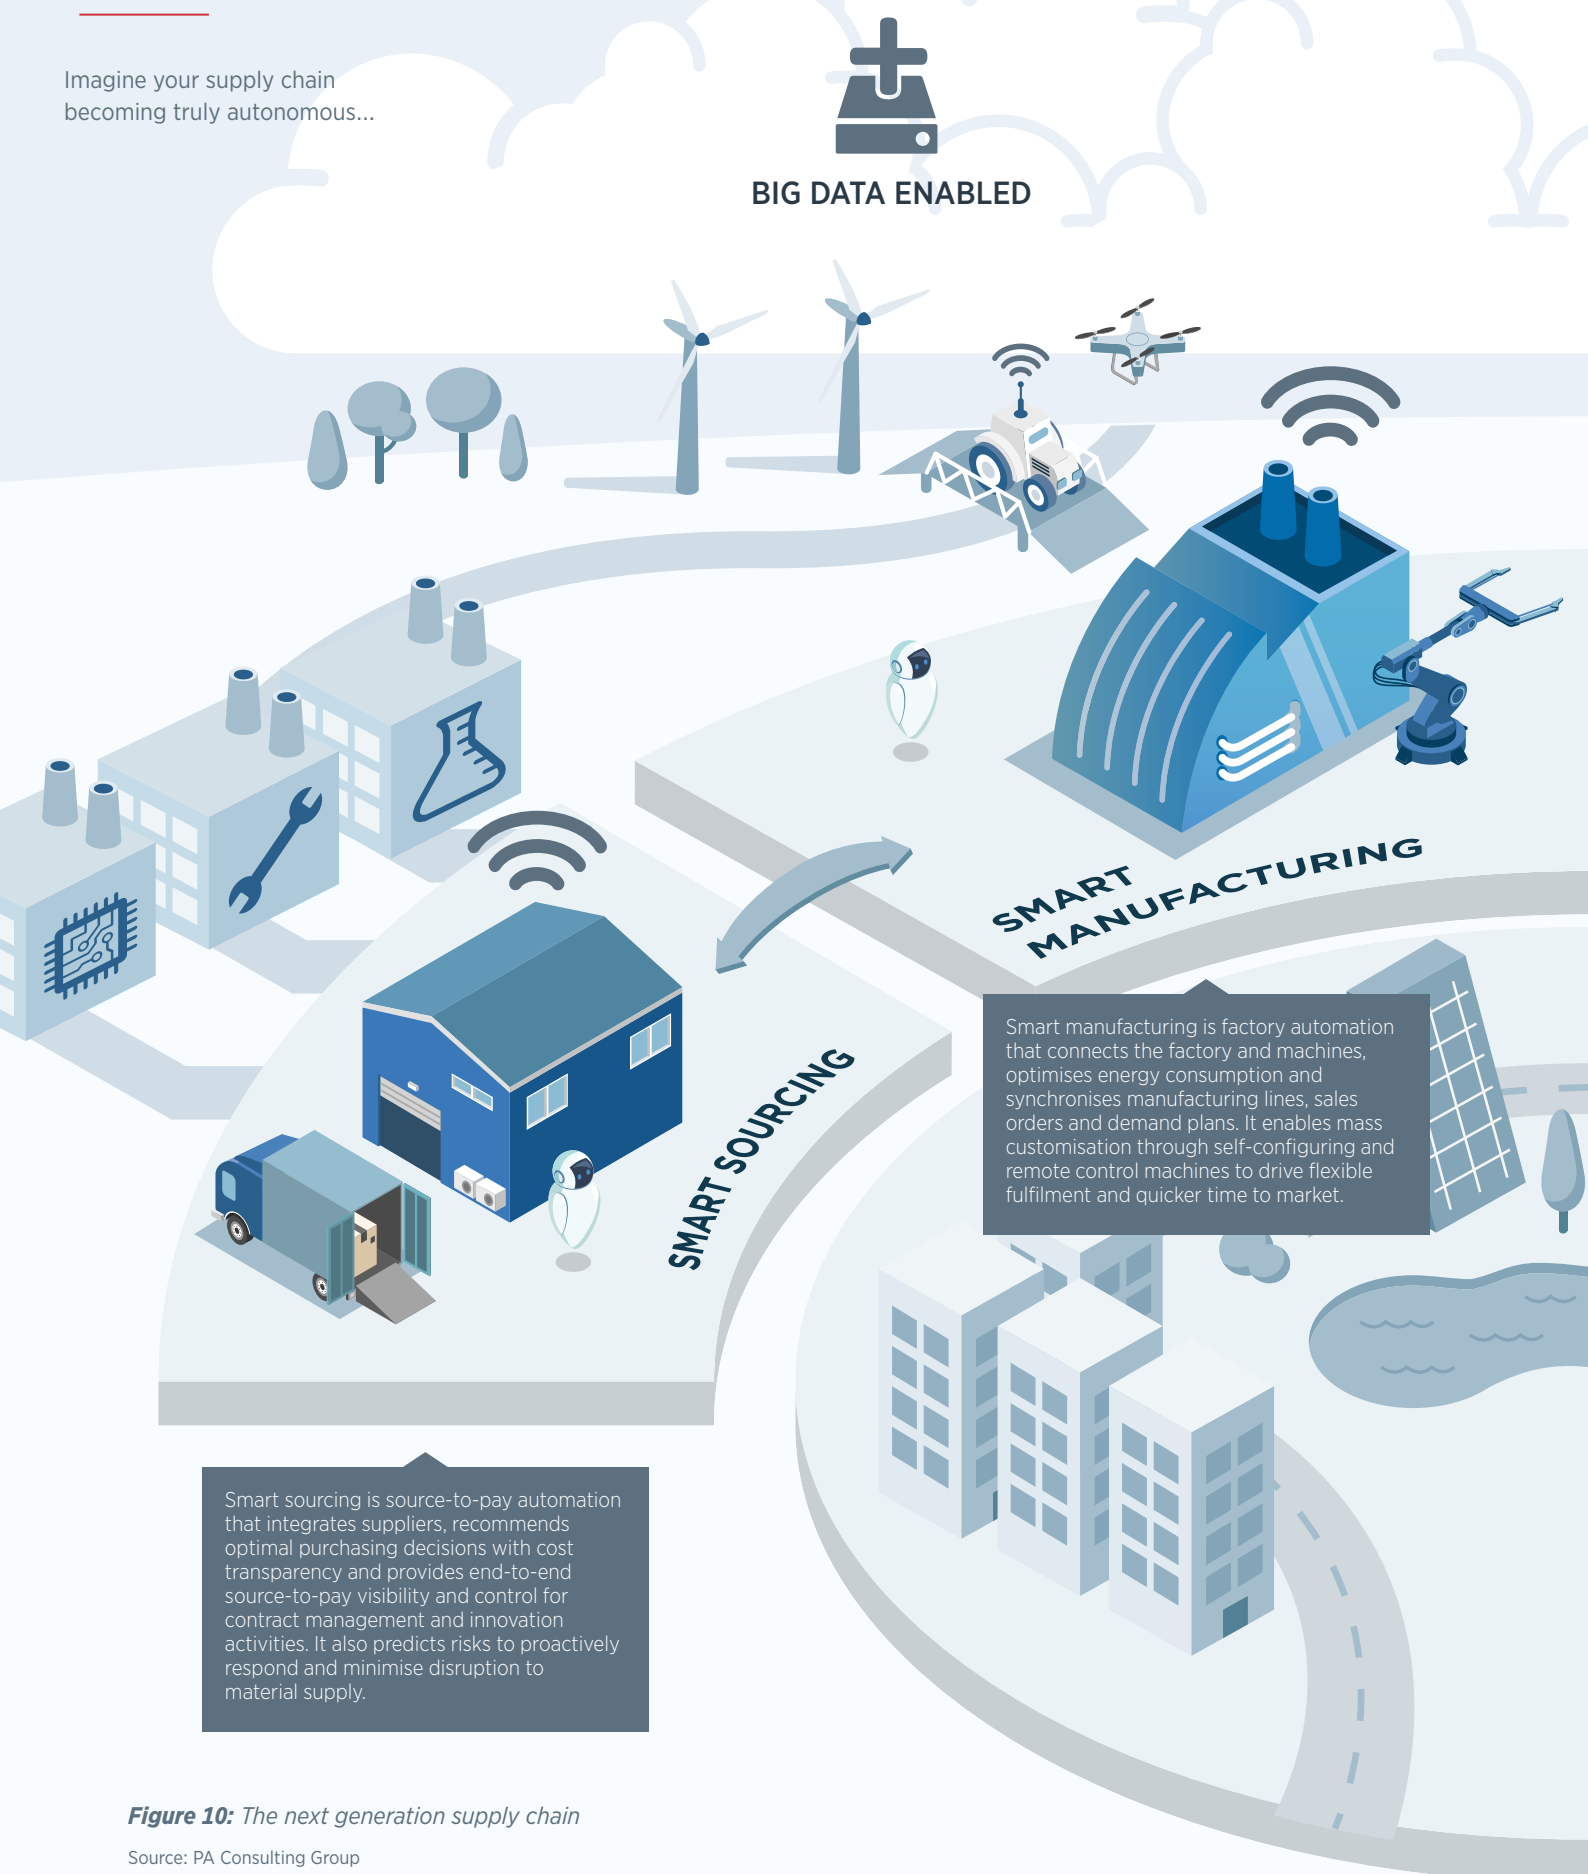 Imagine your supply chain
becoming truly autonomous...
BIG DATA ENABLED
SMART
MANUFACTURING
Smart manufacturing is factory automation
that connects the factory and machines,
optimises energy consumption and
synchronises manufacturing lines, sales
orders and demand plans. It enables mass
customisation through self-configuring and
remote control machines to drive flexible
fulfilment and quicker time to market.
SMART SOURCING
Smart sourcing is source-to-pay automation
that integrates suppliers, recommends
optimal purchasing decisions with cost
transparency and provides end-to-end
source-to-pay visibility and control for
contract management and innovation
activities. It also predicts risks to proactively
respond and minimise disruption to
material supply.
Figure 10: The next generation supply chain
Source: PA Consulting Group